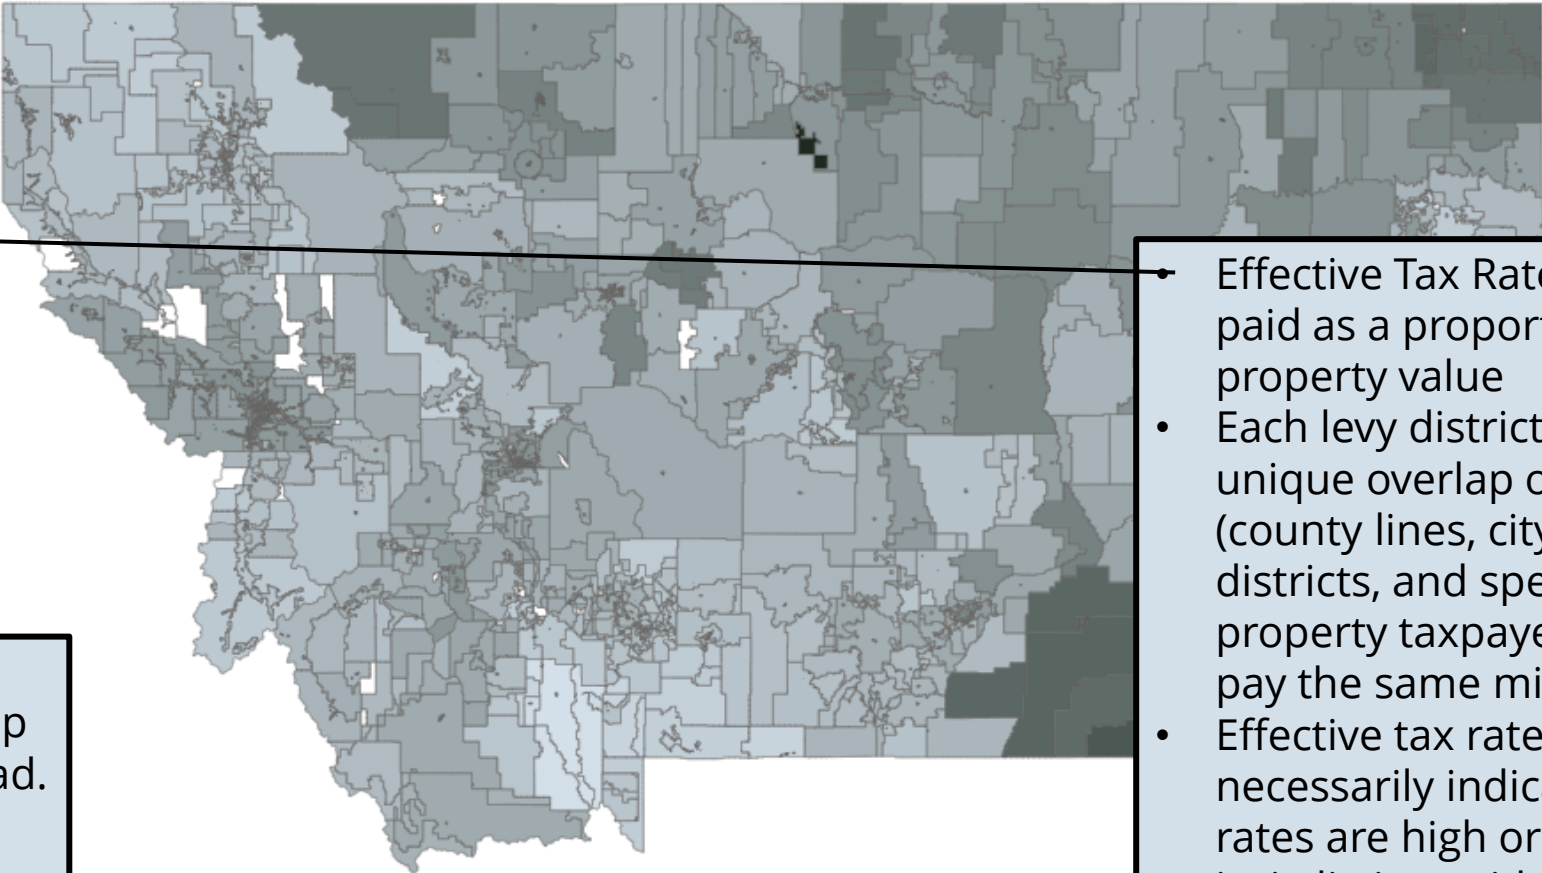 p
ad.
• Effective Tax Rate
paid as a propor
property value
• Each levy district
unique overlap
(county lines, city
districts, and spe
property taxpaye
pay the same mi
• Effective tax rate
necessarily indic
rates are high or